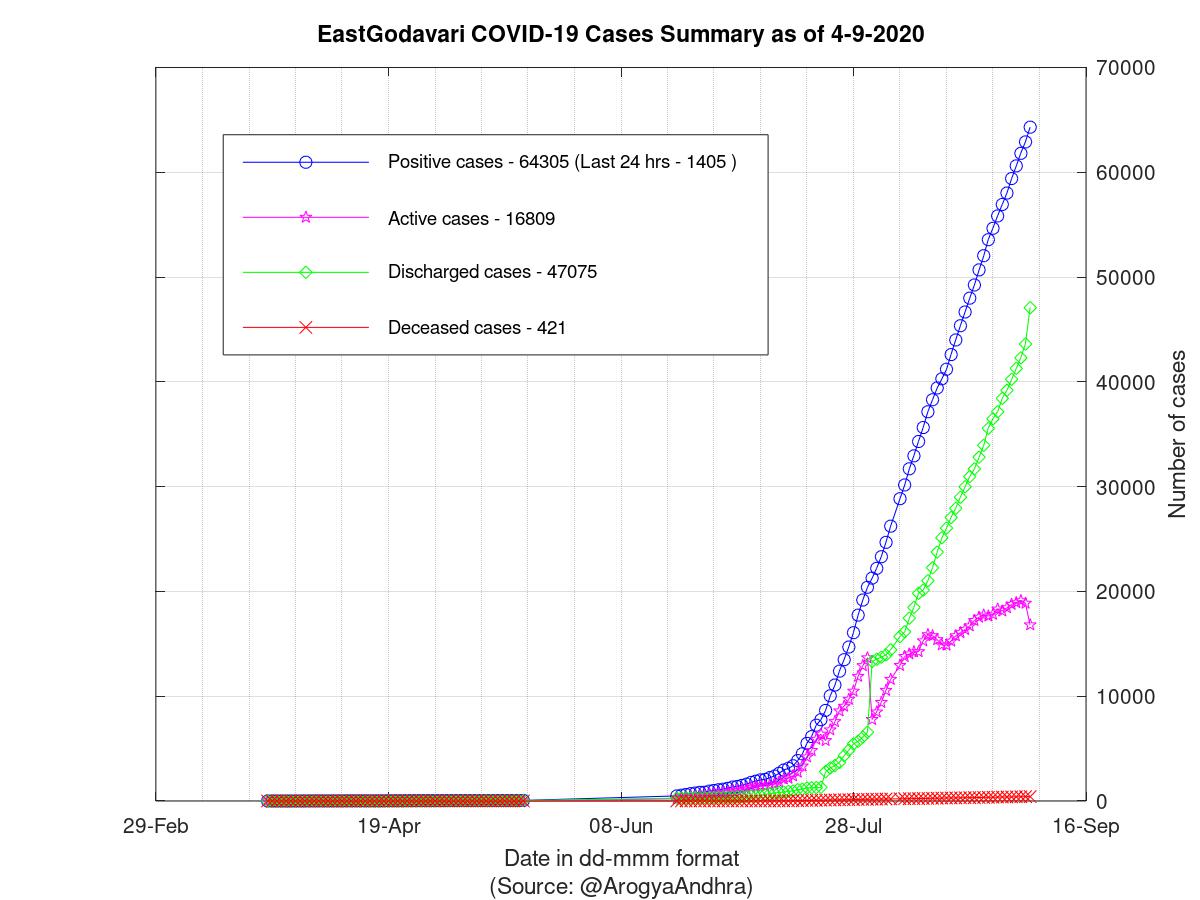 EastGodavari COVID-19 Cases Summary as of 4-9-2020
Positive cases - 64305 (Last 24 hrs - 1405 )
Active cases - 16809
Discharged cases - 47075
Deceased cases - 421
70000
60000
50000
40000
30000
20000
10000
0
Number of cases
29-Feb
19-Apr
08-Jun
28-Jul
16-Sep
Date in dd-mmm format
(Source: @ArogyaAndhra)